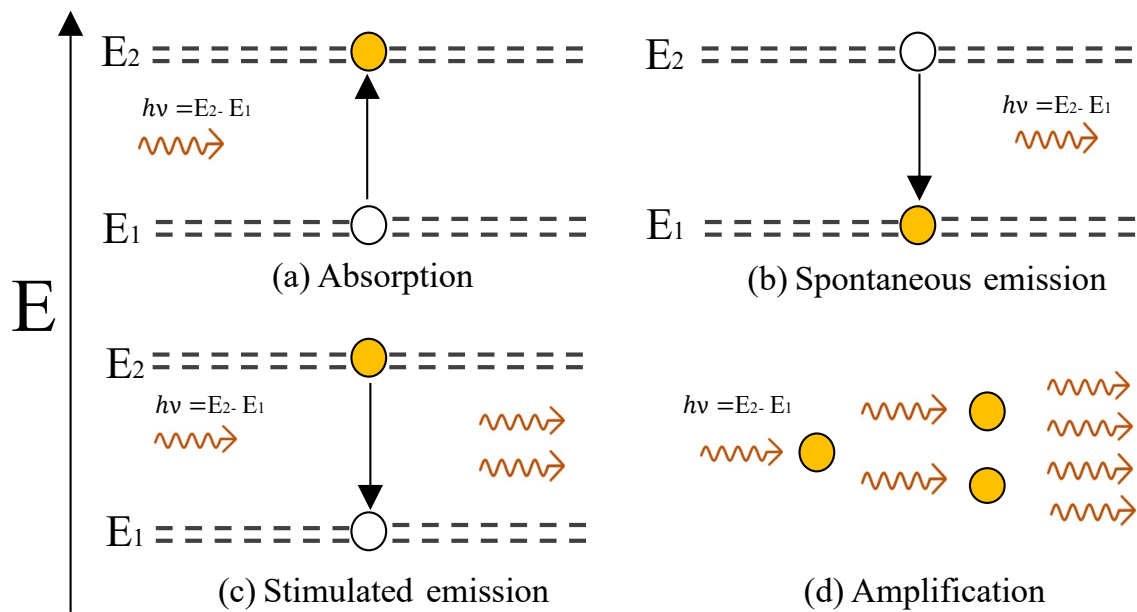 E
E₂
hν =E₂- E₁
E₁
(a) Absorption
E₂
hν =E₂- E₁
E₁
(b) Spontaneous emission
E₂
hν =E₂- E₁
E₁
(c) Stimulated emission
hν =E₂- E₁
(d) Amplification